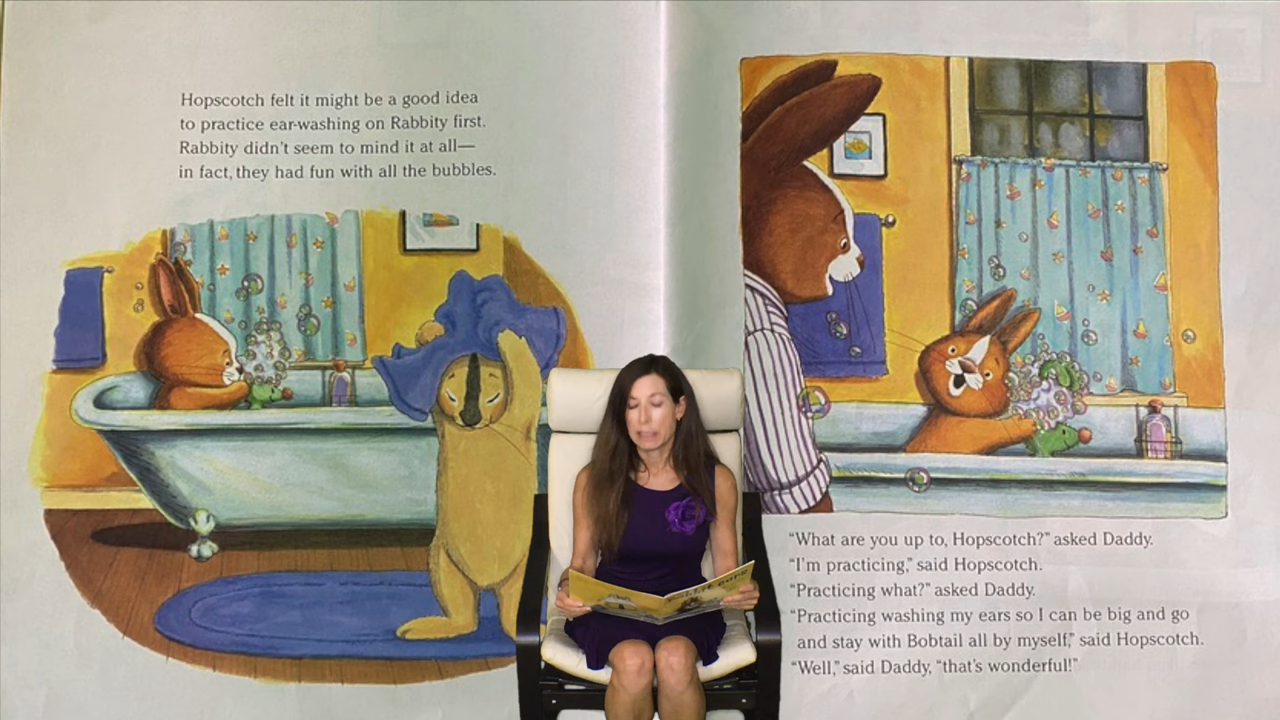 Hopscotch felt it might be a good idea
to practice ear-washing on Rabbity first.
Rabbity didn't seem to mind it at all—
in fact, they had fun with all the bubbles.
"What are you up to, Hopscotch?" asked Daddy.
"I'm practicing," said Hopscotch.
"Practicing what?" asked Daddy.
"Practicing washing my ears so I can be big and go
and stay with Bobtail all by myself," said Hopscotch.
"Well," said Daddy, "that's wonderful!"